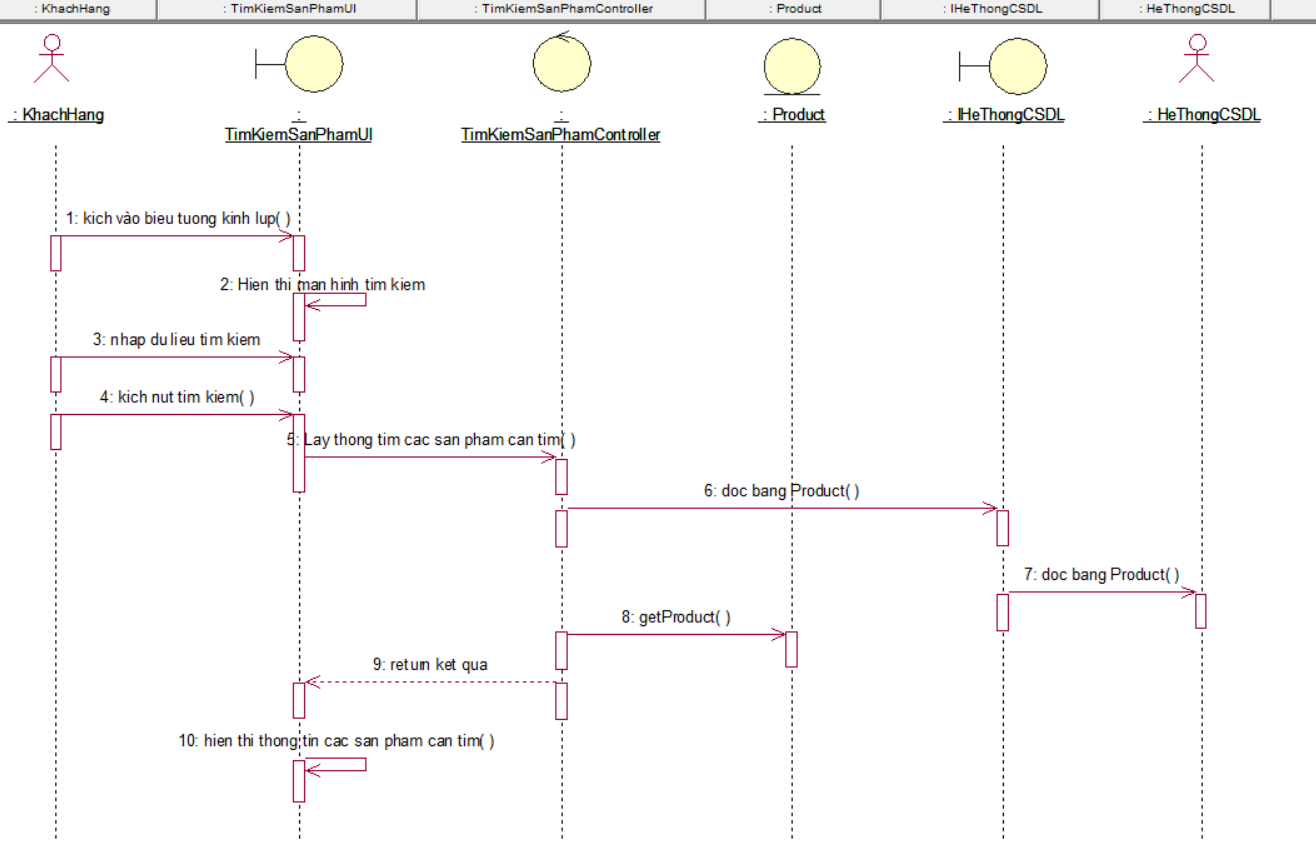 : KhachHang
: TimKiemSanPhamUI
: TimKiemSanPhamController
: Product
: IHeThongCSDL
: HeThongCSDL
: KhachHang
:
TimKiemSanPhamUI
:
TimKiemSanPhamController
: Product
: IHeThongCSDL
: HeThongCSDL
1: kich vào bieu tuong kinh lup( )
2: Hien thi man hinh tim kiem
3: nhap du lieu tim kiem
4: kich nut tim kiem( )
5: Lay thong tim cac san pham can tim( )
6: doc bang Product( )
7: doc bang Product( )
8: getProduct( )
9: return ket qua
10: hien thi thong tin cac san pham can tim( )